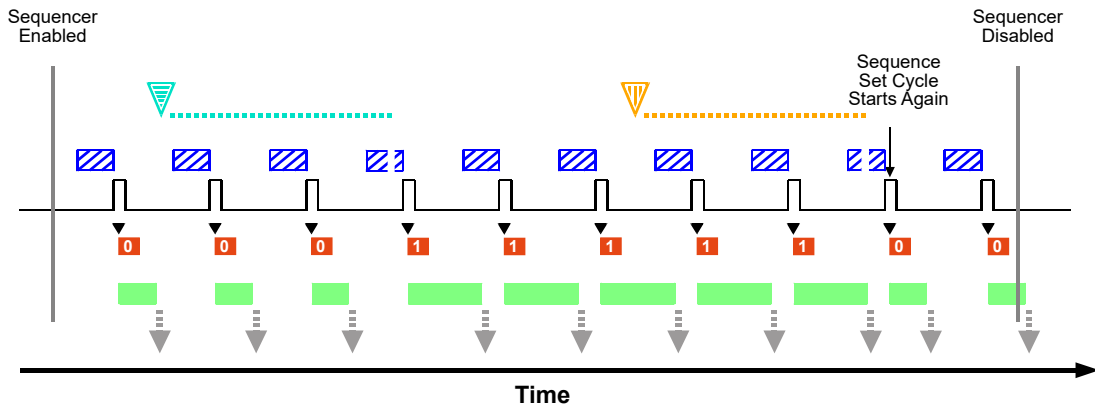 Sequencer
Enabled
Sequencer
Disabled
Sequence
Set Cycle
Starts Again
0 0 0 1 1 1 1 1 0 0
Time